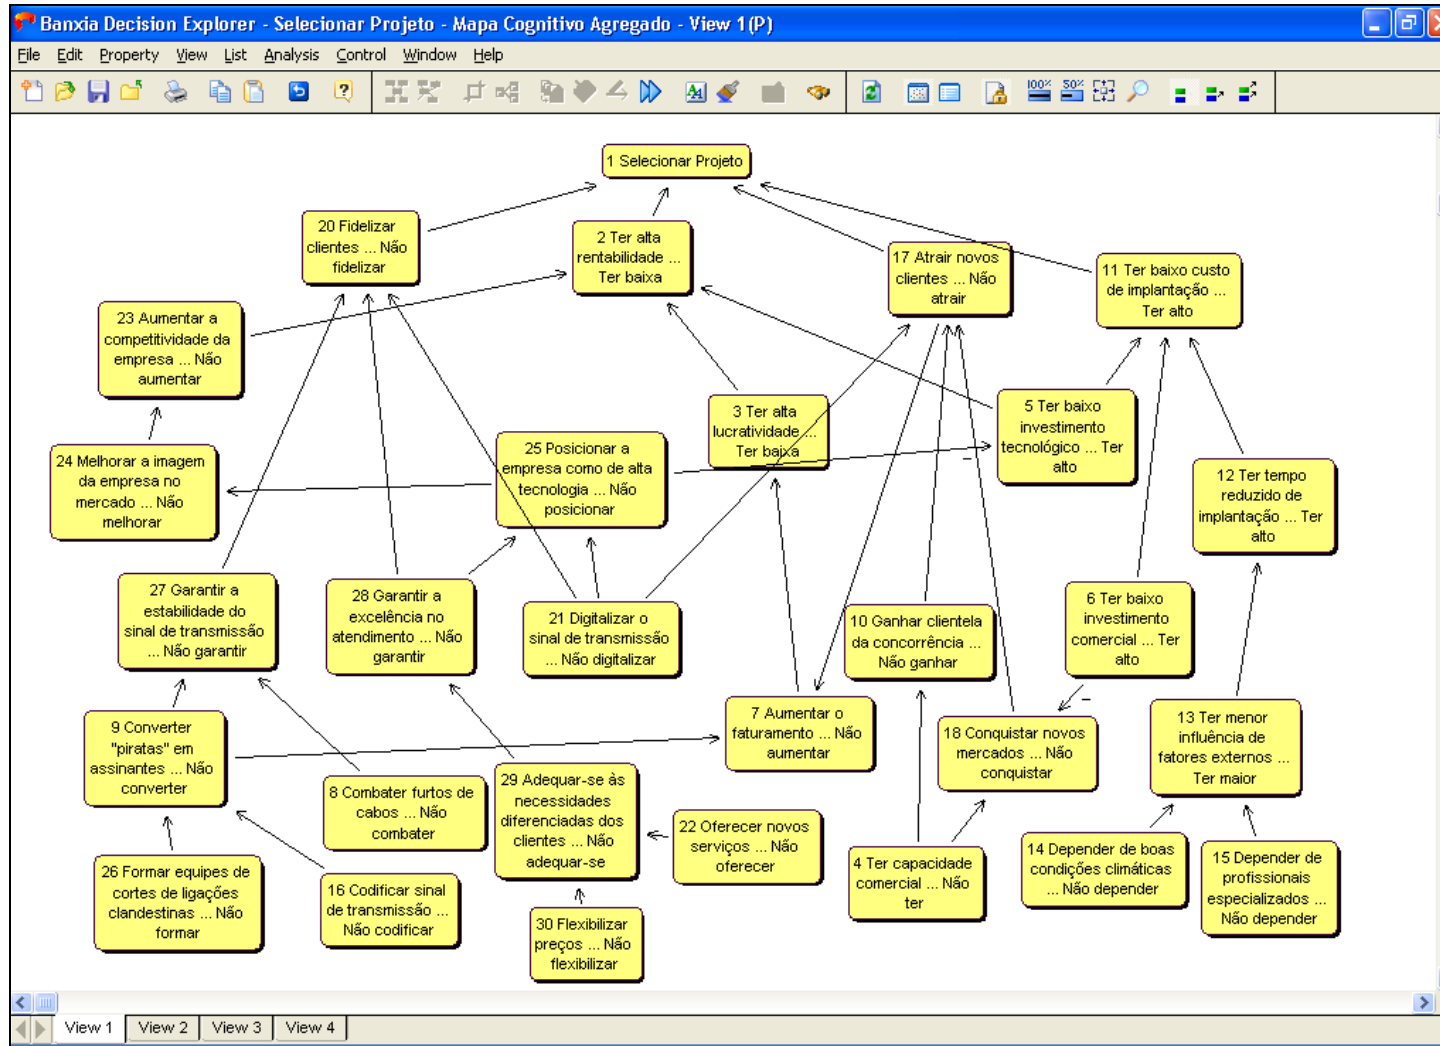 Banxia Decision Explorer - Selecionar Projeto - Mapa Cognitivo Agregado - View 1(P)
File Edit Property View List Analysis Control Window Help
100% 50%
1 Selecionar Projeto
20 Fidelizar
clientes ... Não
fidelizar
2 Ter alta
rentabilidade ...
Ter baixa
17 Atrair novos
clientes ... Não
atrair
11 Ter baixo custo
de implantação ...
Ter alto
23 Aumentar a
competitividade da
empresa ... Não
aumentar
3 Ter alta
lucratividade ...
Ter baixa
5 Ter baixo
investimento
tecnológico ... Ter
alto
24 Melhorar a imagem
da empresa no
mercado ... Não
melhorar
25 Posicionar a
empresa como de alta
tecnologia ... Não
posicionar
-
12 Ter tempo
reduzido de
implantação ... Ter
alto
27 Garantir a
estabilidade do
sinal de transmissão
... Não garantir
28 Garantir a
excelência no
atendimento ... Não
garantir
21 Digitalizar o
sinal de transmissão
... Não digitalizar
10 Ganhar clientela
da concorrência ...
Não ganhar
6 Ter baixo
investimento
comercial ... Ter
alto
-
9 Converter
"piratas" em
assinantes ... Não
converter
7 Aumentar o
faturamento ... Não
aumentar
18 Conquistar novos
mercados ... Não
conquistar
13 Ter menor
influência de
fatores externos ...
Ter maior
8 Combater furtos de
cabos ... Não
combater
29 Adequar-se às
necessidades
diferenciadas dos
clientes ... Não
adequar-se
22 Oferecer novos
serviços ... Não
oferecer
4 Ter capacidade
comercial ... Não
ter
14 Depender de boas
condições climáticas
... Não depender
15 Depender de
profissionais
especializados ...
Não depender
26 Formar equipes de
cortes de ligações
clandestinas ... Não
formar
16 Codificar sinal
de transmissão ...
Não codificar
30 Flexibilizar
preços ... Não
flexibilizar
View 1 View 2 View 3 View 4